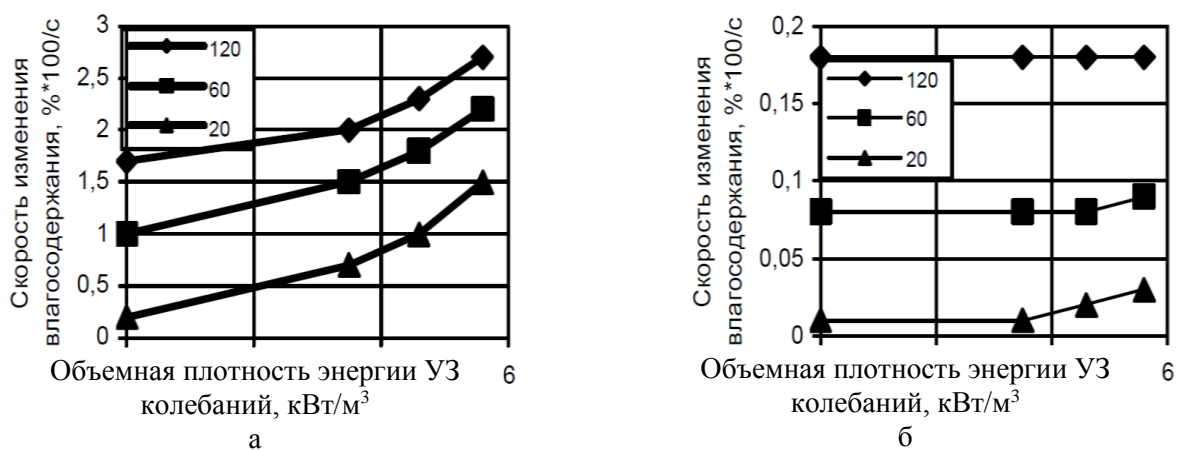 Скорость изменения
влагосодержания, %*100/с
3
2,5
2
1,5
1
0,5
0
120
60
20
6
Объемная плотность энергии УЗ
колебаний, кВт/м³
а
Скорость изменения
влагосодержания, %*100/с
0,2
0,15
0,1
0,05
0
120
60
20
6
Объемная плотность энергии УЗ
колебаний, кВт/м³
б